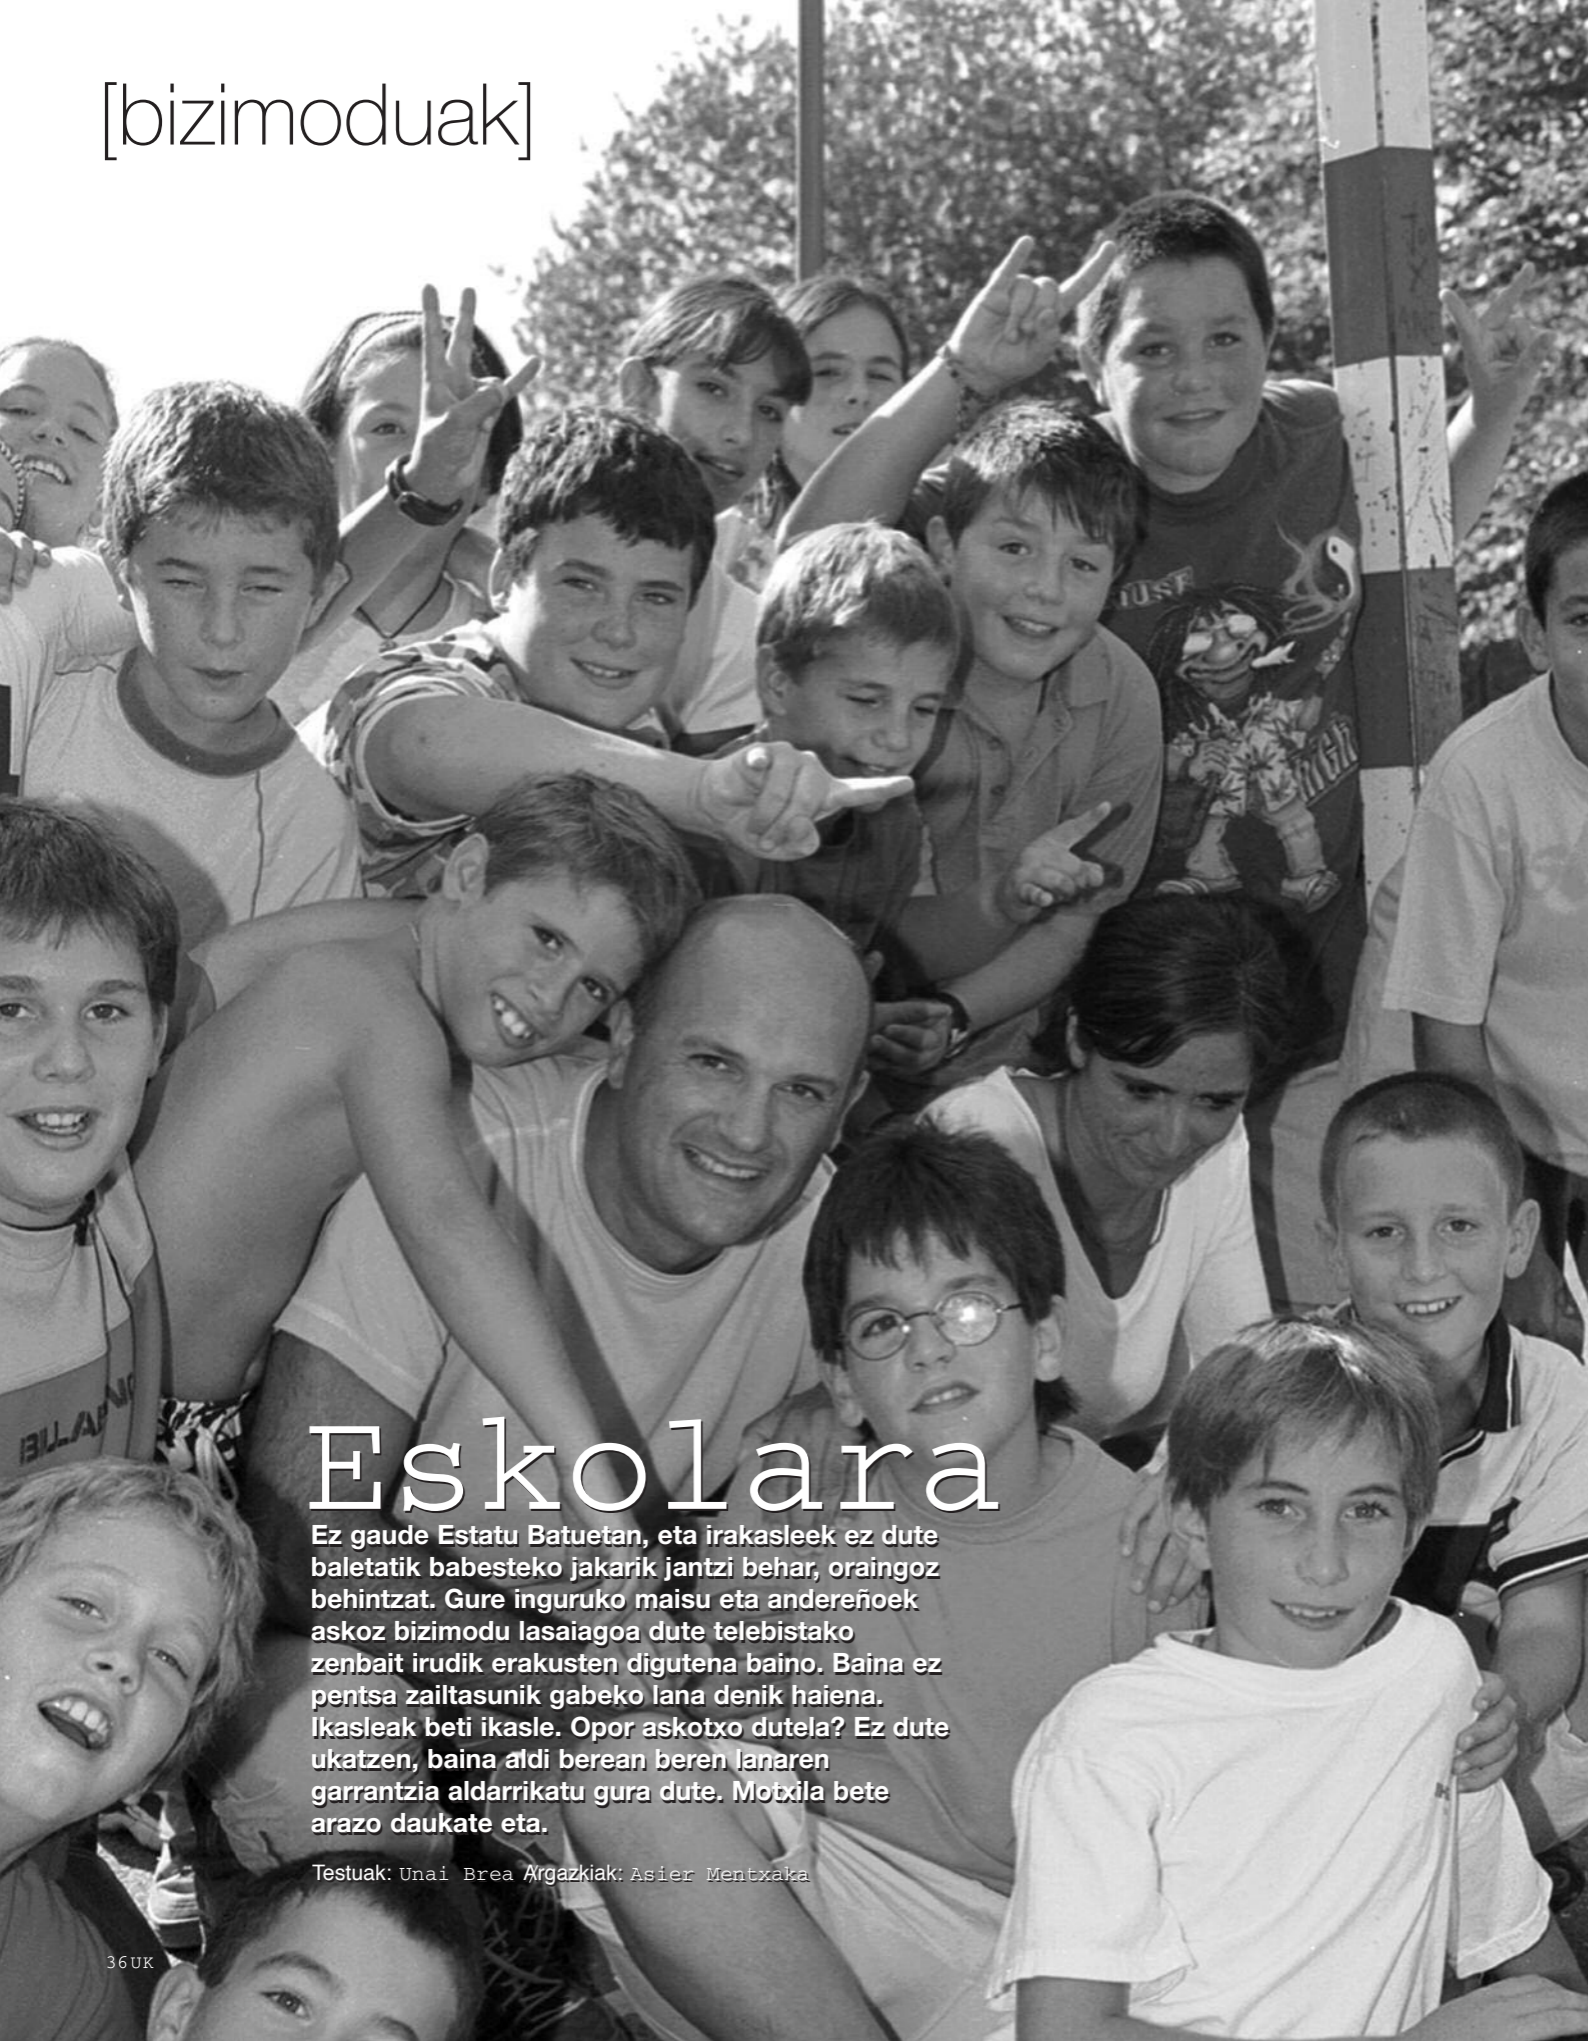 [bizimoduak]
Eskolara
Ez gaude Estatu Batuetan, eta irakasleek ez dute
baletatik babesteko jakarik jantzi behar, oraingoz
behintzat. Gure inguruko maisu eta andereñoek
askoz bizimodu lasaiagoa dute telebistako
zenbait irudik erakusten digutena baino. Baina ez
pentsa zailtasunik gabeko lana denik haiena.
Ikasleak beti ikasle. Opor askotxo dutela? Ez dute
ukatzen, baina aldi berean beren lanaren
garrantzia aldarrikatu gura dute. Motxila bete
arazo daukate eta.
Testuak: Unai Brea Argazkiak: Asier Mentxaka
36UK